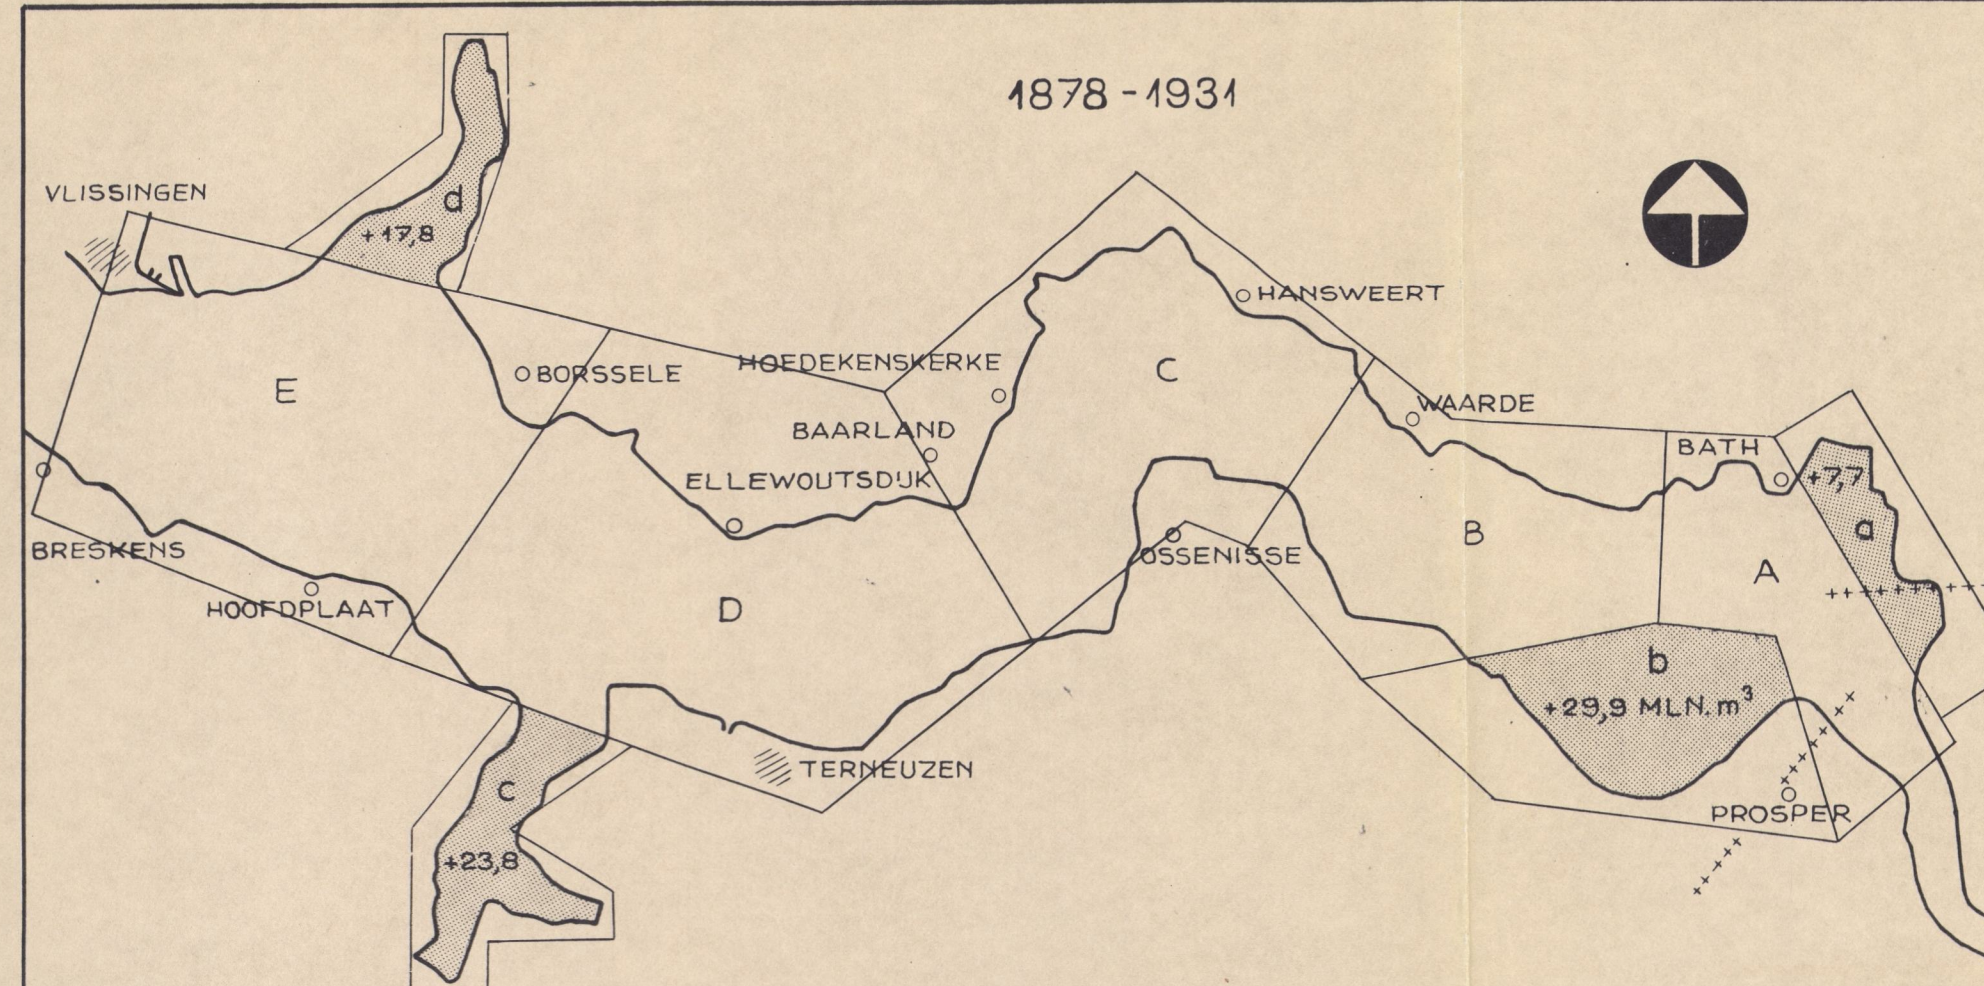 1878 - 1931
VLISSINGEN
d
+17,8
HANSWEERT
E
BORSSELE
HOEDEKENSKERKE
C
WAARDE
BAARLAND
BATH
ELLEWOUTSDIJK
+7,7
a
B
A
BRESKENS
OSSENISSE
HOOFDPLAAT
D
b
+29,9 MLN. m³
TERNEUZEN
c
PROSPER
+23,8